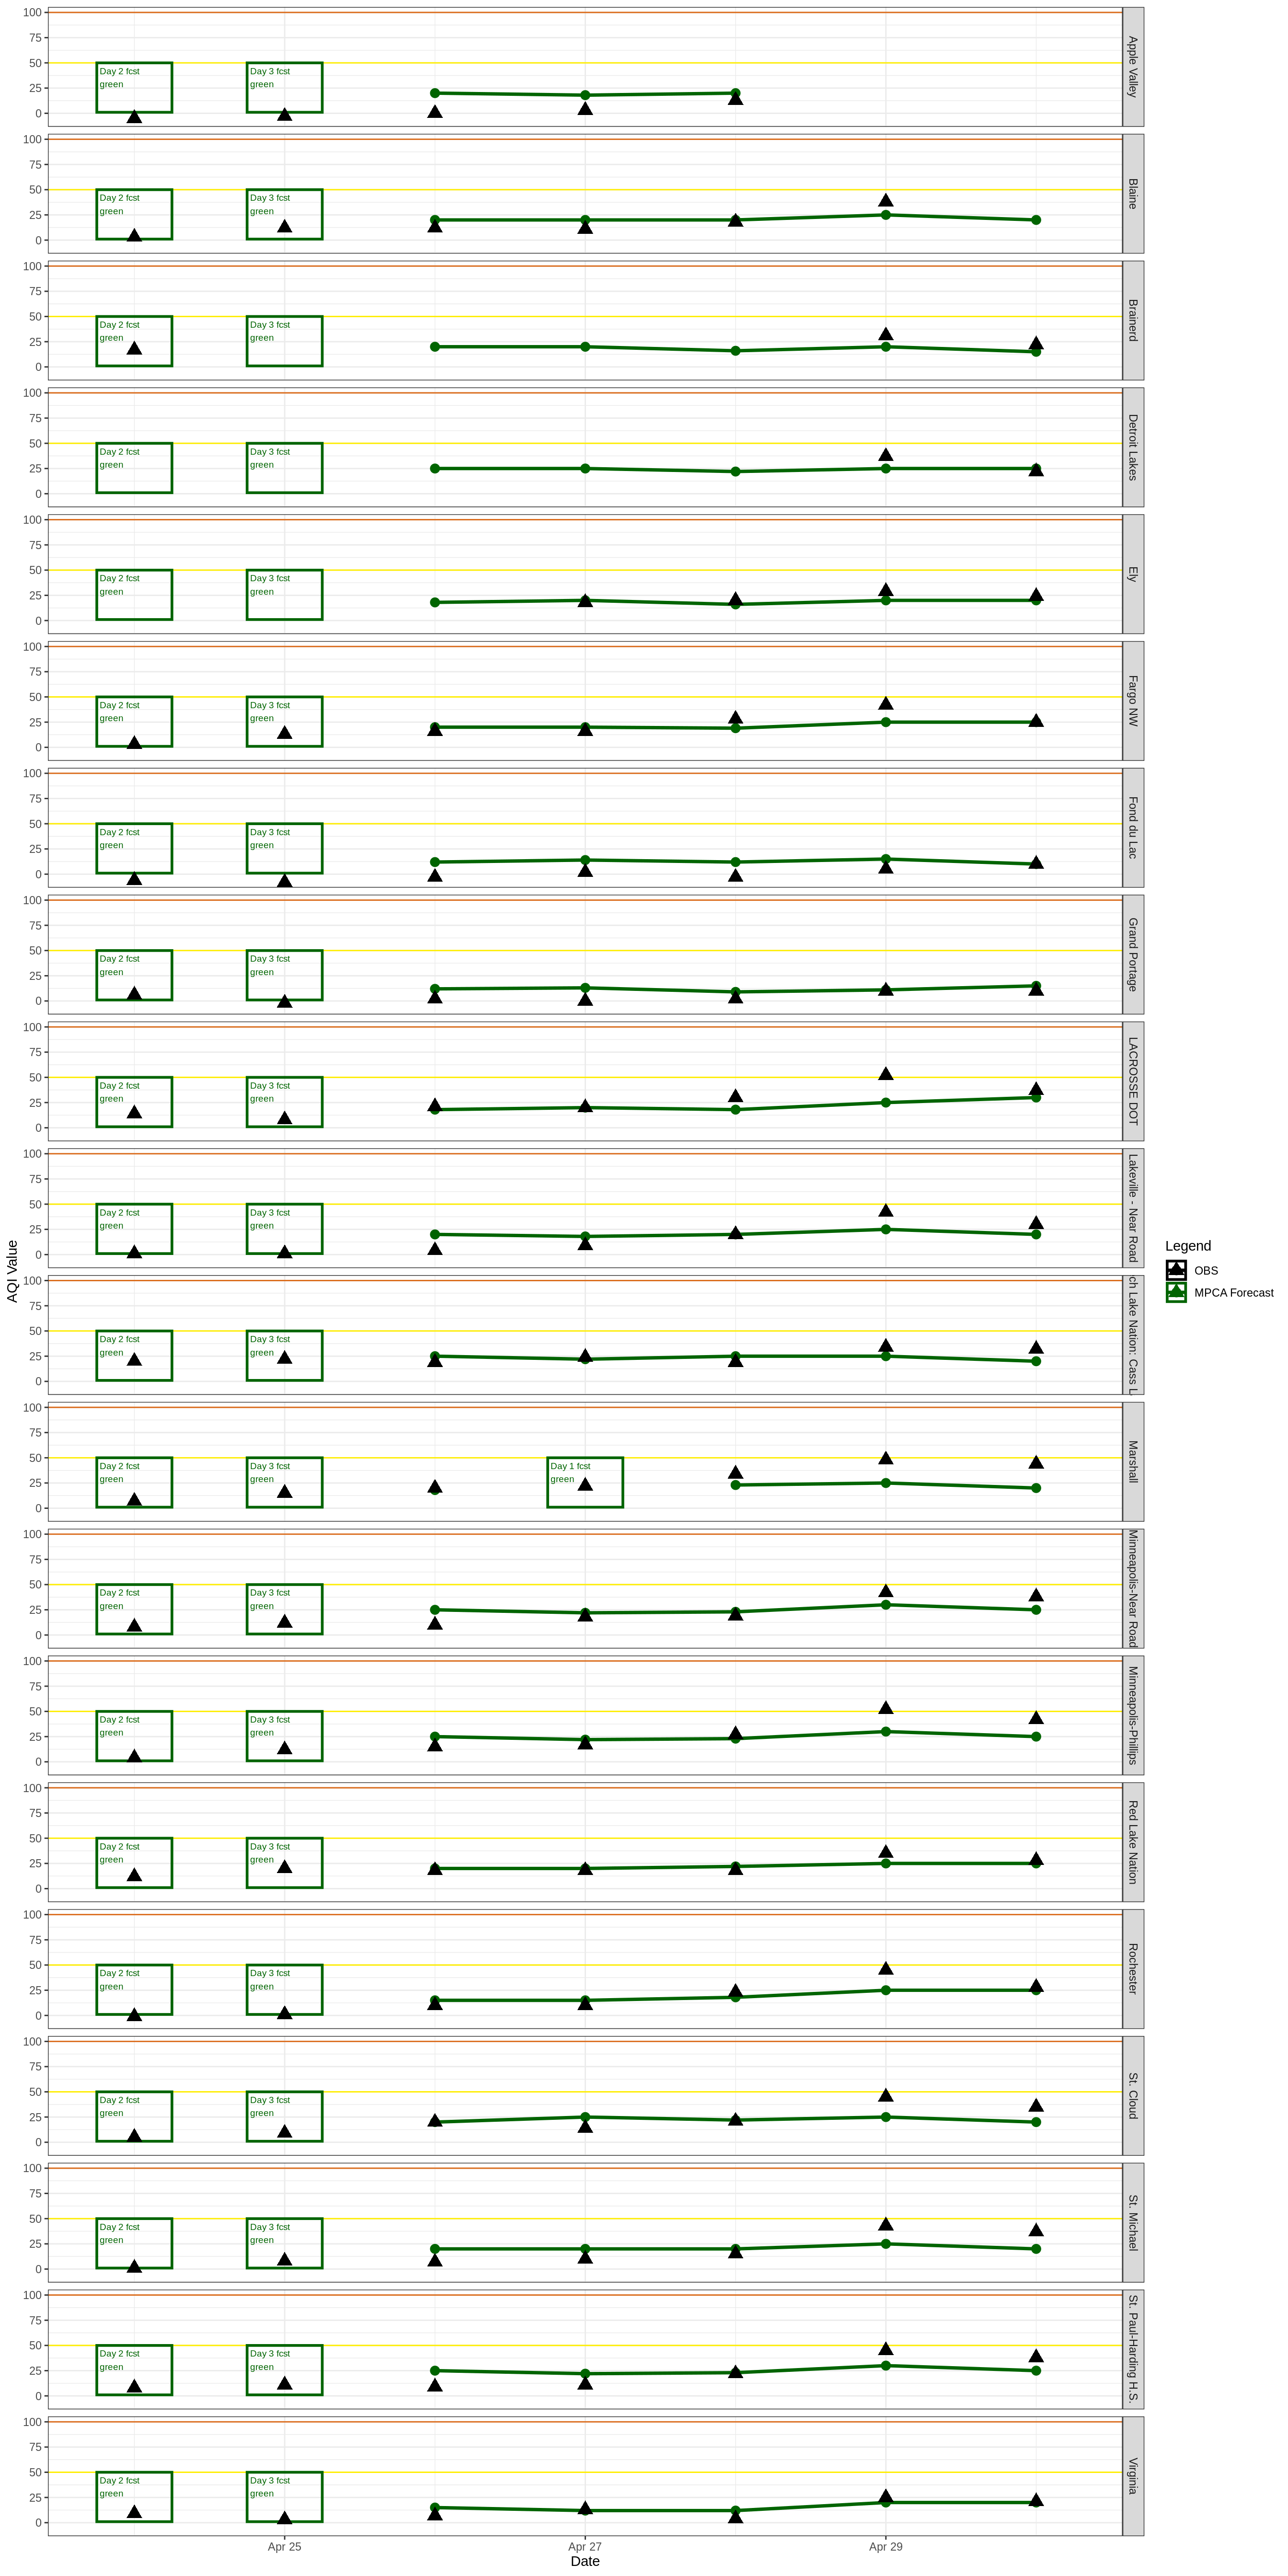 100
75
50
25
0
Day 2 fcst
green
Day 3 fcst
green
Apple Valley
100
75
50
25
0
Day 2 fcst
green
Day 3 fcst
green
Blaine
100
75
50
25
0
Day 2 fcst
green
Day 3 fcst
green
Brainerd
100
75
50
25
0
Day 2 fcst
green
Day 3 fcst
green
Detroit Lakes
100
75
50
25
0
Day 2 fcst
green
Day 3 fcst
green
Ely
100
75
50
25
0
Day 2 fcst
green
Day 3 fcst
green
Fargo NW
100
75
50
25
0
Day 2 fcst
green
Day 3 fcst
green
Fond du Lac
100
75
50
25
0
Day 2 fcst
green
Day 3 fcst
green
Grand Portage
100
75
50
25
0
Day 2 fcst
green
Day 3 fcst
green
LACROSSE DOT
100
75
50
25
0
Day 2 fcst
green
Day 3 fcst
green
Lakeville - Near Road
100
75
50
25
0
Day 2 fcst
green
Day 3 fcst
green
ch Lake Nation: Cass L
100
75
50
25
0
Day 2 fcst
green
Day 3 fcst
green
Day 1 fcst
green
Marshall
100
75
50
25
0
Day 2 fcst
green
Day 3 fcst
green
Minneapolis-Near Road
100
75
50
25
0
Day 2 fcst
green
Day 3 fcst
green
Minneapolis-Phillips
100
75
50
25
0
Day 2 fcst
green
Day 3 fcst
green
Red Lake Nation
100
75
50
25
0
Day 2 fcst
green
Day 3 fcst
green
Rochester
100
75
50
25
0
Day 2 fcst
green
Day 3 fcst
green
St. Cloud
100
75
50
25
0
Day 2 fcst
green
Day 3 fcst
green
St. Michael
100
75
50
25
0
Day 2 fcst
green
Day 3 fcst
green
St. Paul-Harding H.S.
100
75
50
25
0
Day 2 fcst
green
Day 3 fcst
green
Virginia
Apr 25
Apr 27
Apr 29
Date
AQI Value
Legend
OBS
MPCA Forecast